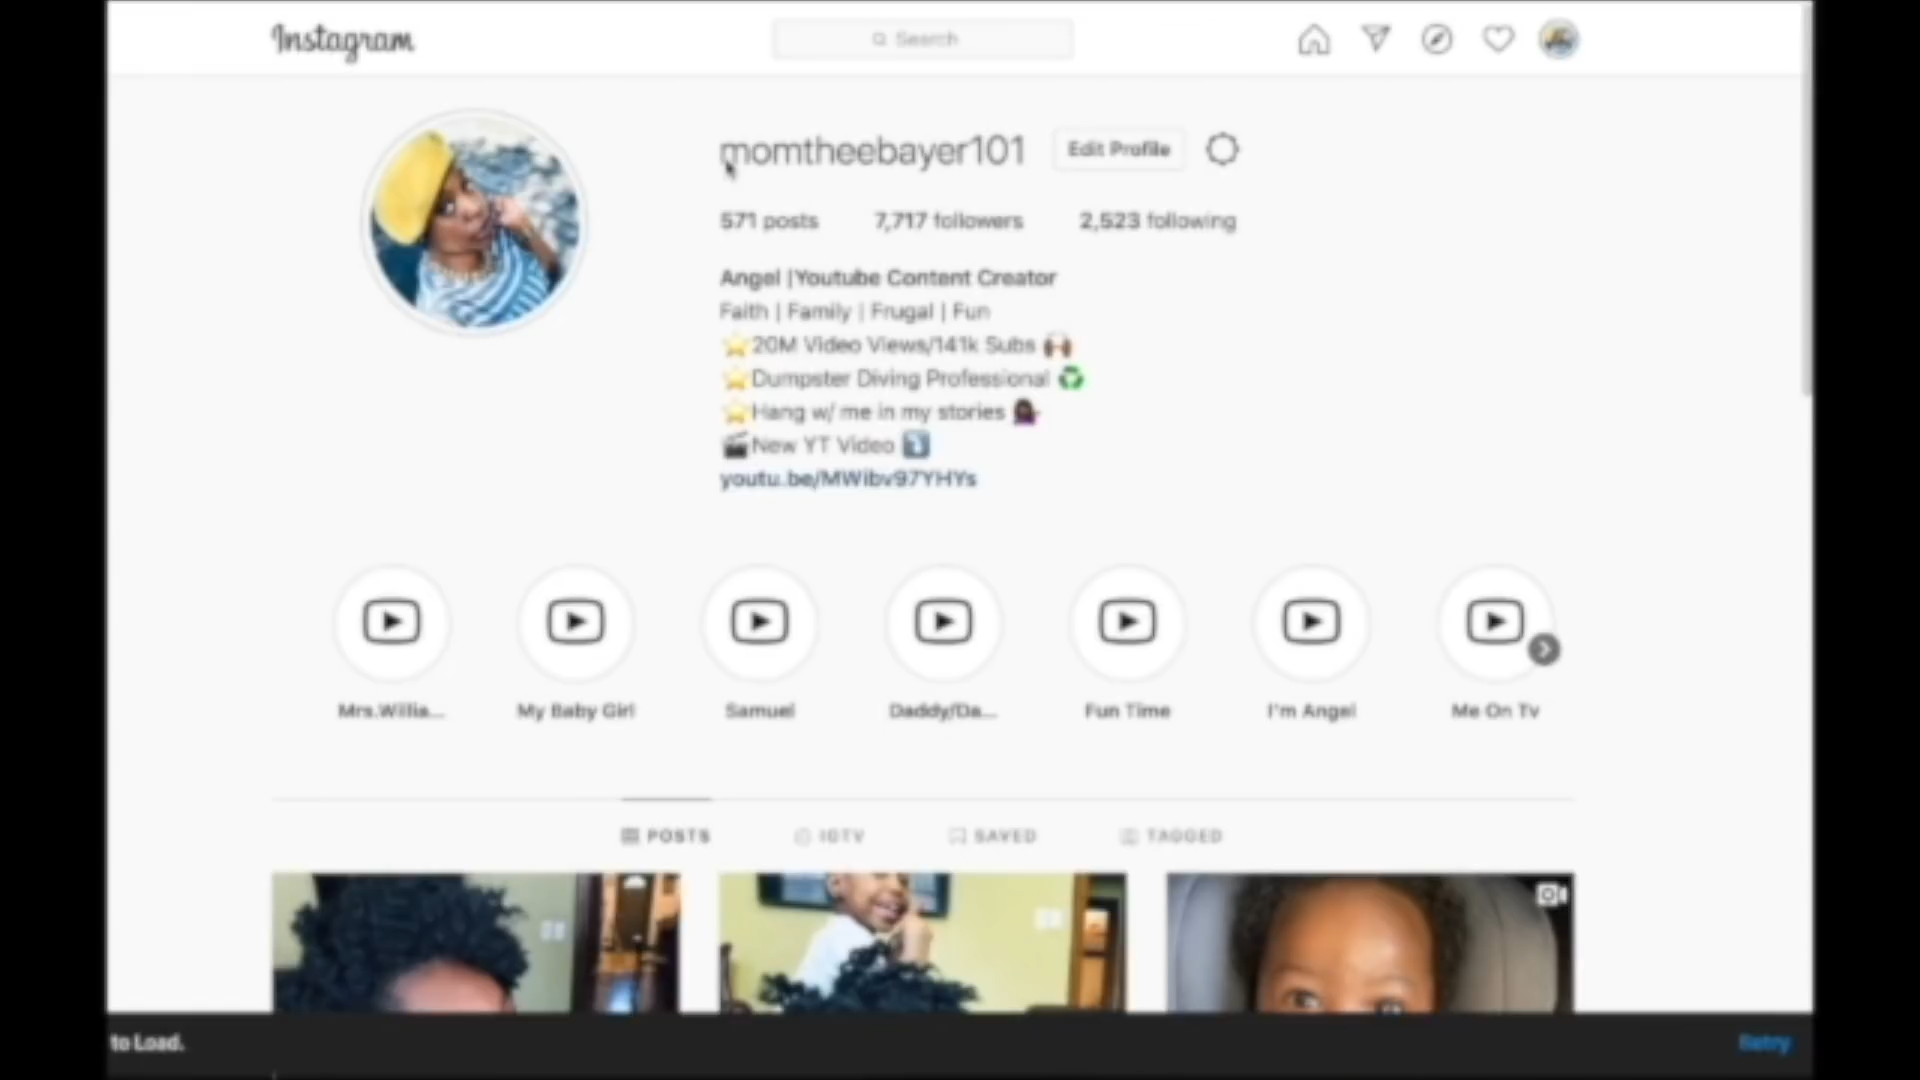 Instagram
Search
momtheebayer101 Edit Profile
571 posts 7,717 followers 2,523 following
Angel |Youtube Content Creator
Faith | Family | Frugal | Fun
⭐20M Video Views/141k Subs 🙌🏾
⭐Dumpster Diving Professional ♻️
⭐Hang w/ me in my stories 💁🏿‍♀️
🎬New YT Video ⤵️
youtu.be/MWibv97YHYs
Mrs.Willia... My Baby Girl Samuel Daddy/Da... Fun Time I'm Angel Me On Tv
POSTS IGTV SAVED TAGGED
to Load. Retry